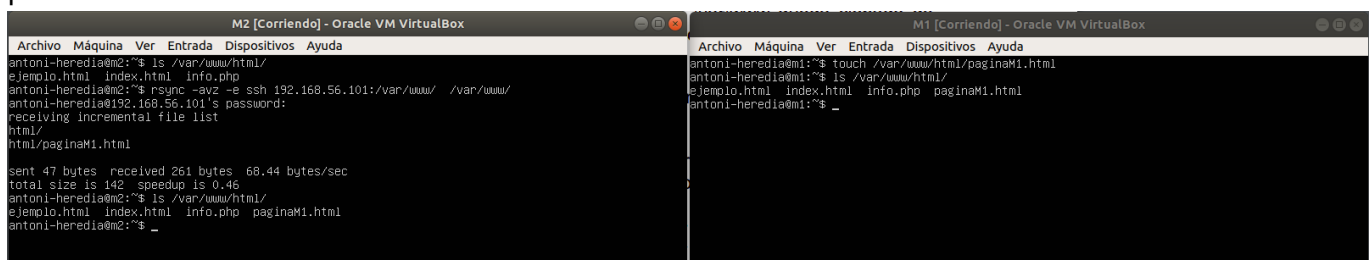 M2 [Corriendo] - Oracle VM VirtualBox
Archivo Máquina Ver Entrada Dispositivos Ayuda
antoni-heredia@m2:~$ ls /var/www/html/
ejemplo.html index.html info.php
antoni-heredia@m2:~$ rsync -avz -e ssh 192.168.56.101:/var/www/ /var/www/
antoni-heredia@192.168.56.101's password:
receiving incremental file list
html/
html/paginaM1.html
sent 47 bytes received 261 bytes 68.44 bytes/sec
total size is 142 speedup is 0.46
antoni-heredia@m2:~$ ls /var/www/html/
ejemplo.html index.html info.php paginaM1.html
antoni-heredia@m2:~$ _
M1 [Corriendo] - Oracle VM VirtualBox
Archivo Máquina Ver Entrada Dispositivos Ayuda
antoni-heredia@m1:~$ touch /var/www/html/paginaM1.html
antoni-heredia@m1:~$ ls /var/www/html/
ejemplo.html index.html info.php paginaM1.html
antoni-heredia@m1:~$ _